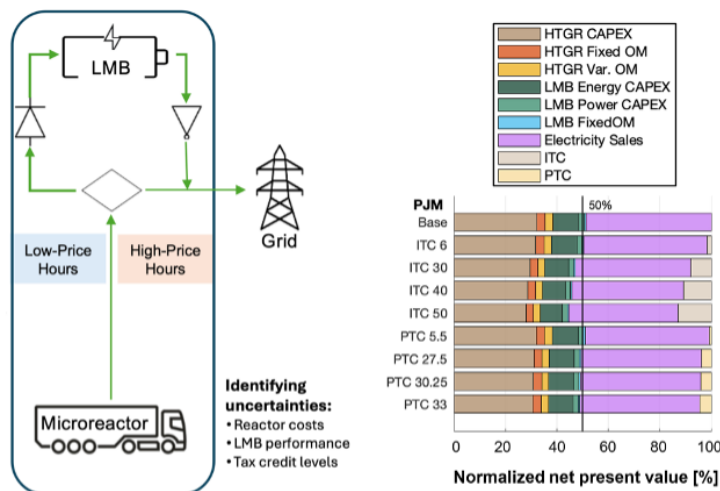 LMB
Grid
Low-Price
Hours
High-Price
Hours
Microreactor
Identifying
uncertainties:
• Reactor costs
• LMB performance
• Tax credit levels
HTGR CAPEX
HTGR Fixed OM
HTGR Var. OM
LMB Energy CAPEX
LMB Power CAPEX
LMB FixedOM
Electricity Sales
ITC
PTC
PJM
50%
Base
ITC 6
ITC 30
ITC 40
ITC 50
PTC 5.5
PTC 27.5
PTC 30.25
PTC 33
0 20 40 60 80 100
Normalized net present value [%]